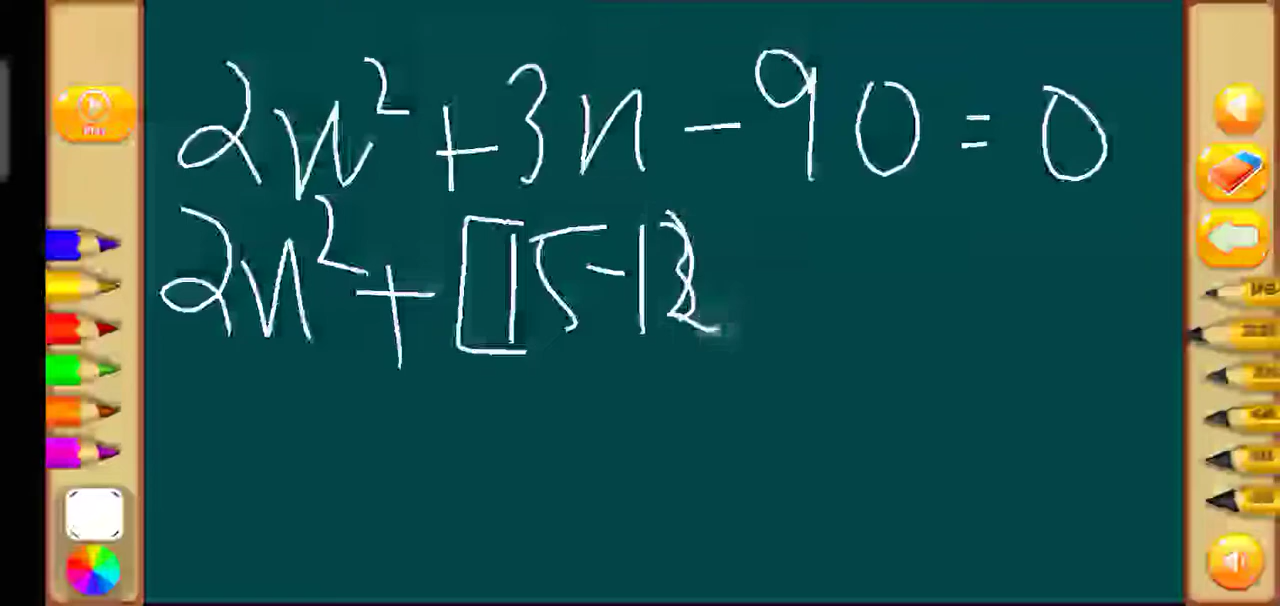 2n² + 3n - 90 = 0
2n² + [15-12